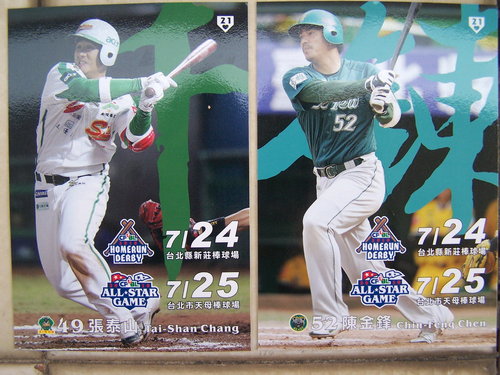 21
7/24
台北縣新莊棒球場
HOMERUN
DERBY
7/25
台北市天母棒球場
ALL-STAR
GAME
49 張泰山 Tai-Shan Chang
21
52
7/24
台北縣新莊棒球場
HOMERUN
DERBY
7/25
台北市天母棒球場
ALL-STAR
GAME
52 陳金鋒 Chin-Feng Chen